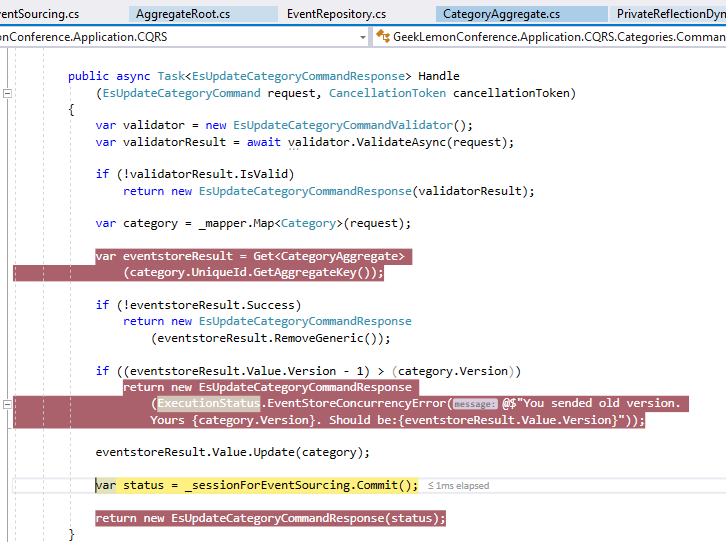 ventSourcing.cs AggregateRoot.cs EventRepository.cs CategoryAggregate.cs PrivateReflectionDyn
onConference.Application.CQRS GeekLemonConference.Application.CQRS.Categories.Comman
public async Task<EsUpdateCategoryCommandResponse> Handle
(EsUpdateCategoryCommand request, CancellationToken cancellationToken)
{
var validator = new EsUpdateCategoryCommandValidator();
var validatorResult = await validator.ValidateAsync(request);
if (!validatorResult.IsValid)
return new EsUpdateCategoryCommandResponse(validatorResult);
var category = _mapper.Map<Category>(request);
var eventstoreResult = Get<CategoryAggregate>
(category.UniqueId.GetAggregateKey());
if (!eventstoreResult.Success)
return new EsUpdateCategoryCommandResponse
(eventstoreResult.RemoveGeneric());
if ((eventstoreResult.Value.Version - 1) > (category.Version))
return new EsUpdateCategoryCommandResponse
(ExecutionStatus.EventStoreConcurrencyError(message: @$"You sended old version.
Yours {category.Version}. Should be:{eventstoreResult.Value.Version}"));
eventstoreResult.Value.Update(category);
var status = _sessionForEventSourcing.Commit(); ≤ 1ms elapsed
return new EsUpdateCategoryCommandResponse(status);
}